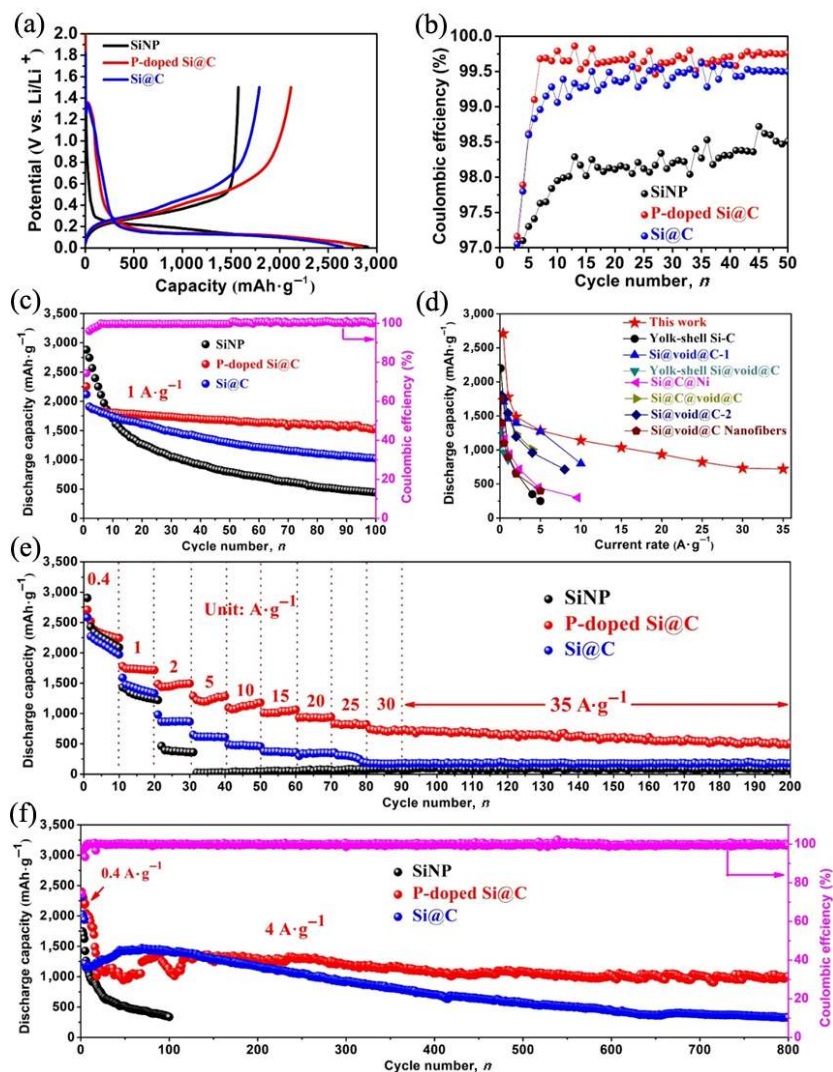 (a)
2.0
1.8
1.6
1.4
1.2
1.0
0.8
0.6
0.4
0.2
0.0
Potential (V vs. Li/Li⁺)
SiNP
P-doped Si@C
Si@C
0 500 1,000 1,500 2,000 2,500 3,000
Capacity (mAh·g⁻¹)
(b)
100.0
99.5
99.0
98.5
98.0
97.5
97.0
Coulombic effciency (%)
SiNP
P-doped Si@C
Si@C
0 5 10 15 20 25 30 35 40 45 50
Cycle number, n
(c)
3,500
3,000
2,500
2,000
1,500
1,000
500
0
Discharge capacity (mAh·g⁻¹)
SiNP
P-doped Si@C
Si@C
1 A·g⁻¹
100
80
60
40
20
0
Coulombic effciency (%)
0 10 20 30 40 50 60 70 80 90 100
Cycle number, n
(d)
3,000
2,500
2,000
1,500
1,000
500
0
Discharge capacity (mAh·g⁻¹)
This work
Yolk-shell Si-C
Si@void@C-1
Yolk-shell Si@void@C
Si@C@Ni
Si@C@void@C
Si@void@C-2
Si@void@C Nanofibers
0 5 10 15 20 25 30 35
Current rate (A·g⁻¹)
(e)
3,500
3,000
2,500
2,000
1,500
1,000
500
0
Discharge capacity (mAh·g⁻¹)
0.4
Unit: A·g⁻¹
SiNP
P-doped Si@C
Si@C
1
2
5
10
15
20
25
30
35 A·g⁻¹
0 10 20 30 40 50 60 70 80 90 100 110 120 130 140 150 160 170 180 190 200
Cycle number, n
(f)
3,500
3,000
2,500
2,000
1,500
1,000
500
0
Discharge capacity (mAh·g⁻¹)
0.4 A·g⁻¹
SiNP
P-doped Si@C
Si@C
4 A·g⁻¹
100
80
60
40
20
0
Coulombic effciency (%)
0 100 200 300 400 500 600 700 800
Cycle number, n